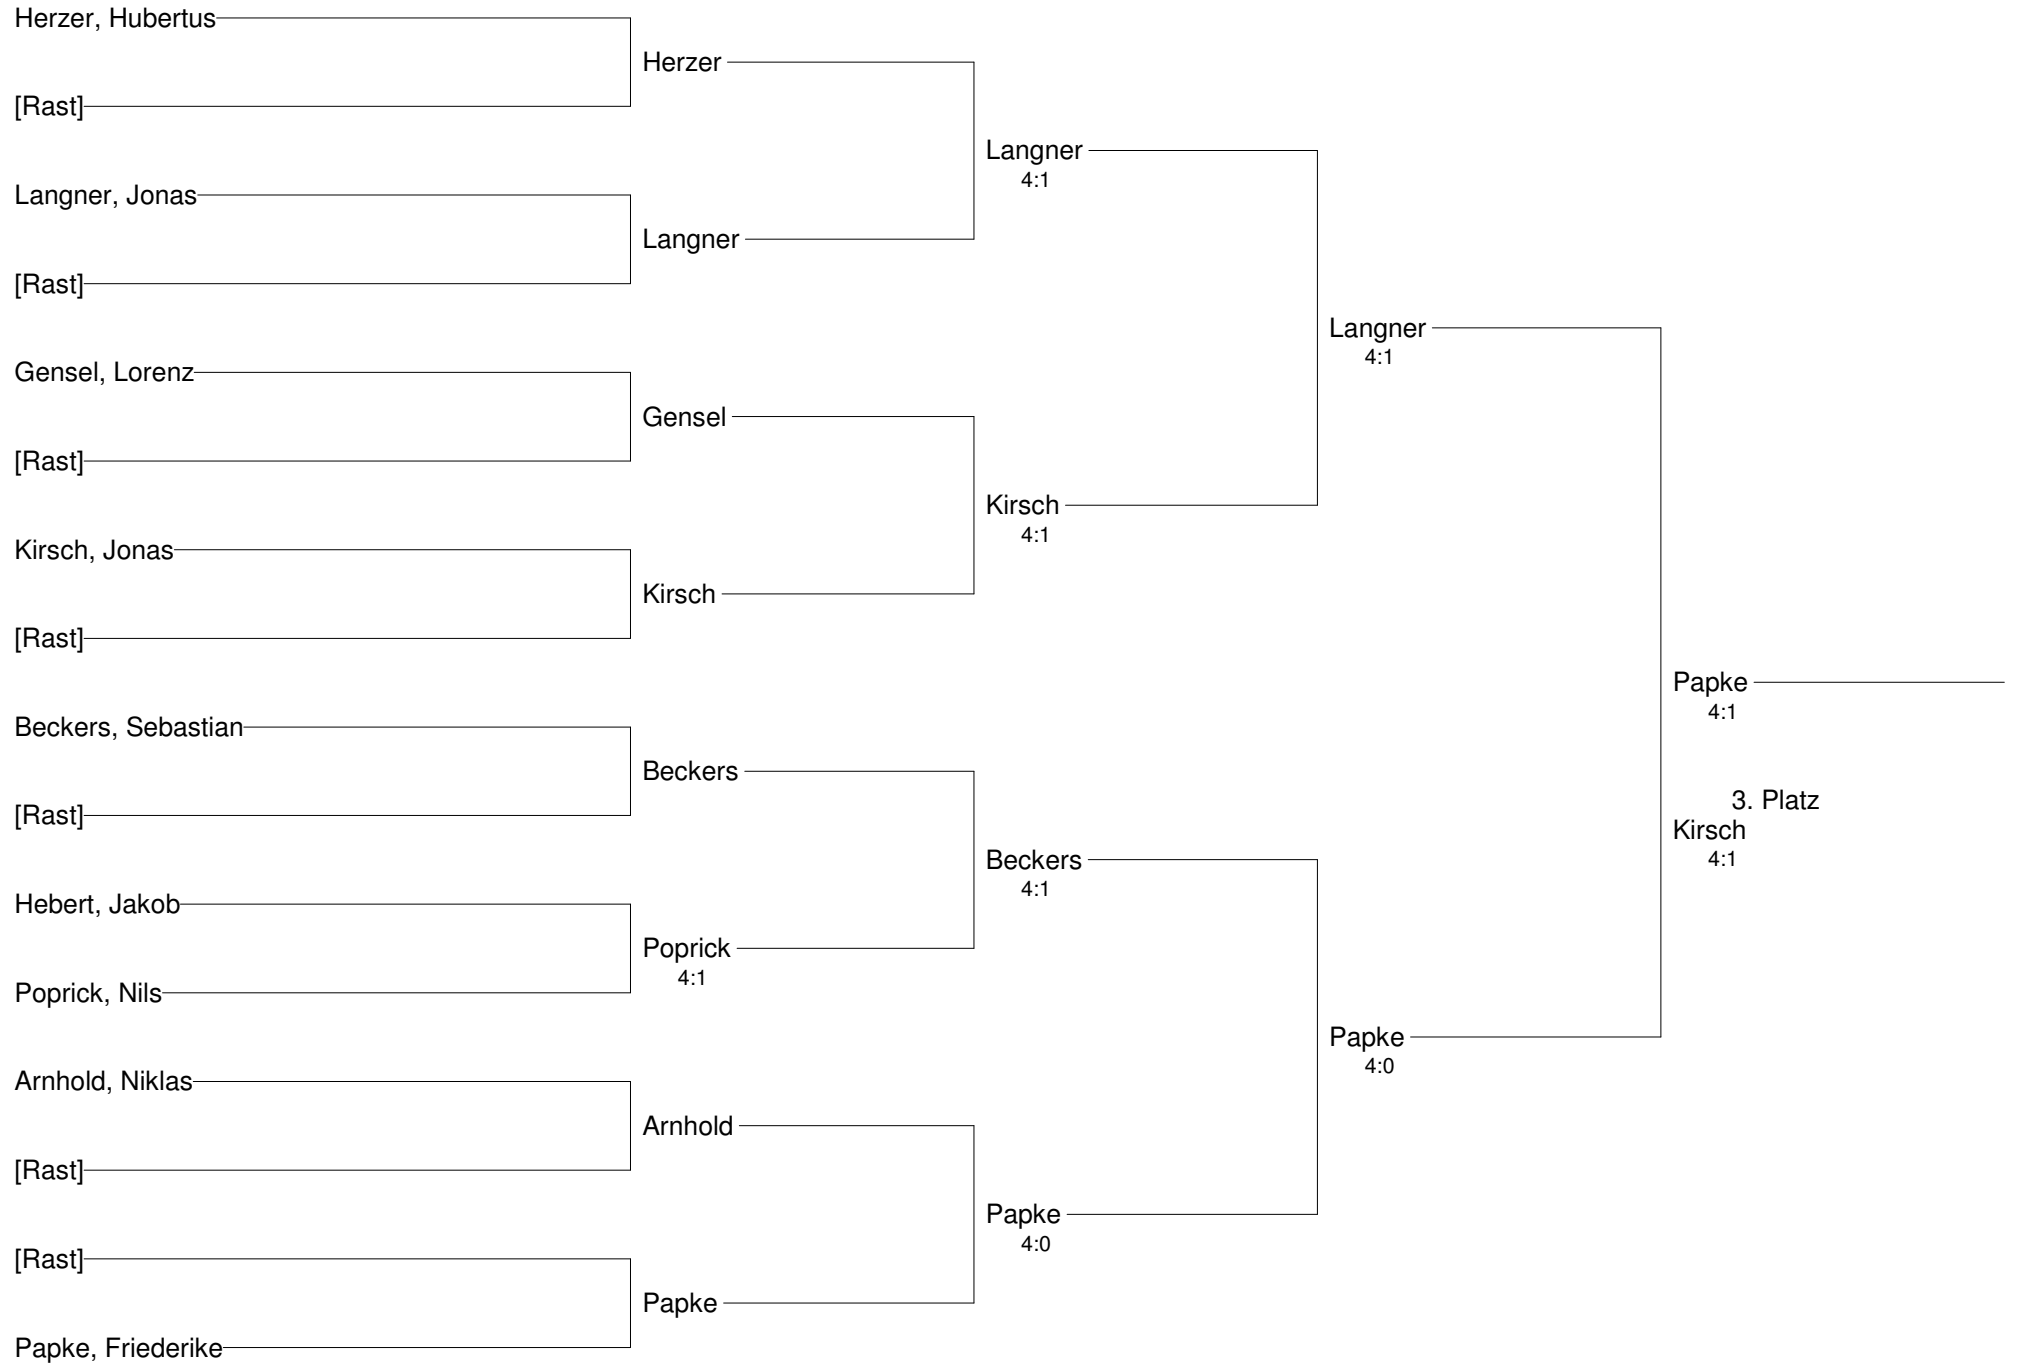 Herzer, Hubertus
[Rast]
Langner, Jonas
[Rast]
Gensel, Lorenz
[Rast]
Kirsch, Jonas
[Rast]
Beckers, Sebastian
[Rast]
Hebert, Jakob
Poprick, Nils
Arnhold, Niklas
[Rast]
[Rast]
Papke, Friederike
Herzer
Langner
Gensel
Kirsch
Beckers
Poprick
4:1
Arnhold
Papke
Langner
4:1
Kirsch
4:1
Beckers
4:1
Papke
4:0
Langner
4:1
Papke
4:0
Papke
4:1
3. Platz
Kirsch
4:1